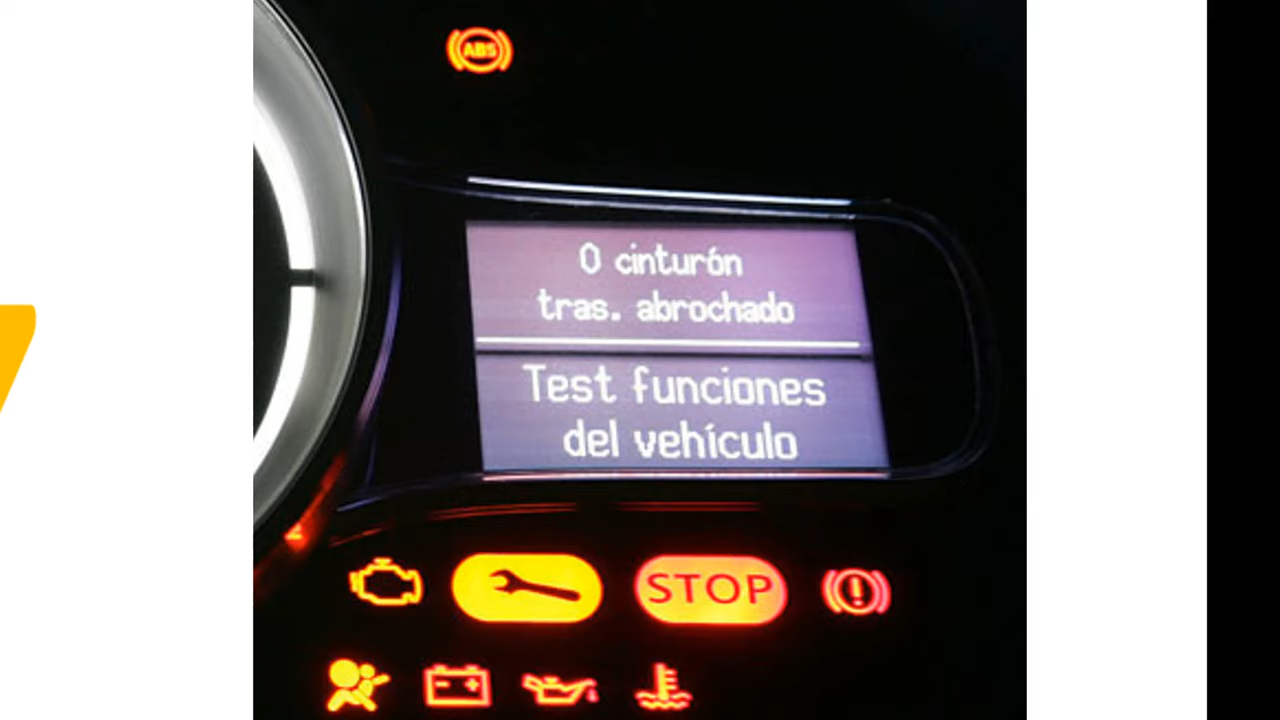 ABS
0 cinturón
tras. abrochado
Test funciones
del vehículo
STOP